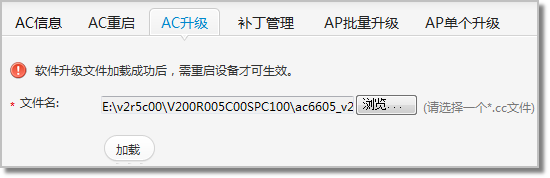 AC信息 AC重启 AC升级 补丁管理 AP批量升级 AP单个升级
软件升级文件加载成功后，需重启设备才可生效。
* 文件名: E:\v2r5c00\V200R005C00SPC100\ac6605_v2 浏览... (请选择一个*.cc文件)
加载